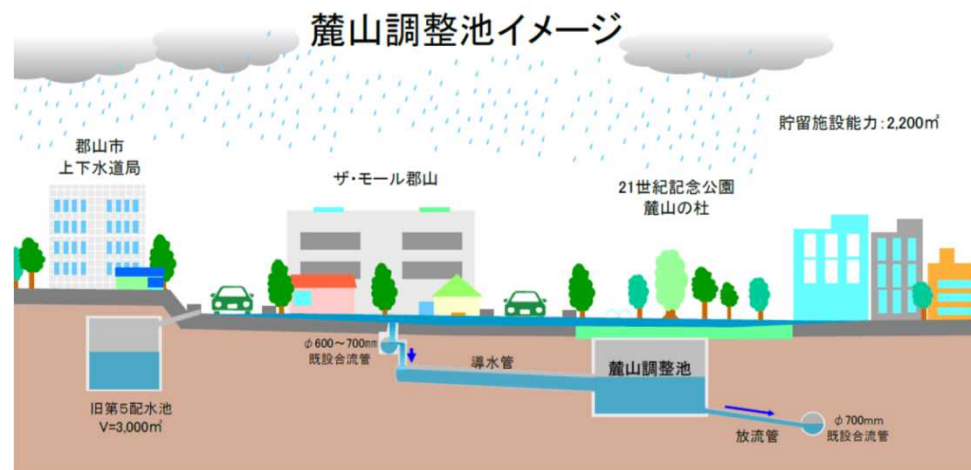 麓山調整池イメージ
貯留施設能力：2,200㎥
郡山市
上下水道局
ザ・モール郡山
21世紀記念公園
麓山の杜
φ600～700㎜
既設合流管
導水管
麓山調整池
旧第５配水池
V=3,000㎥
放流管
φ700mm
既設合流管